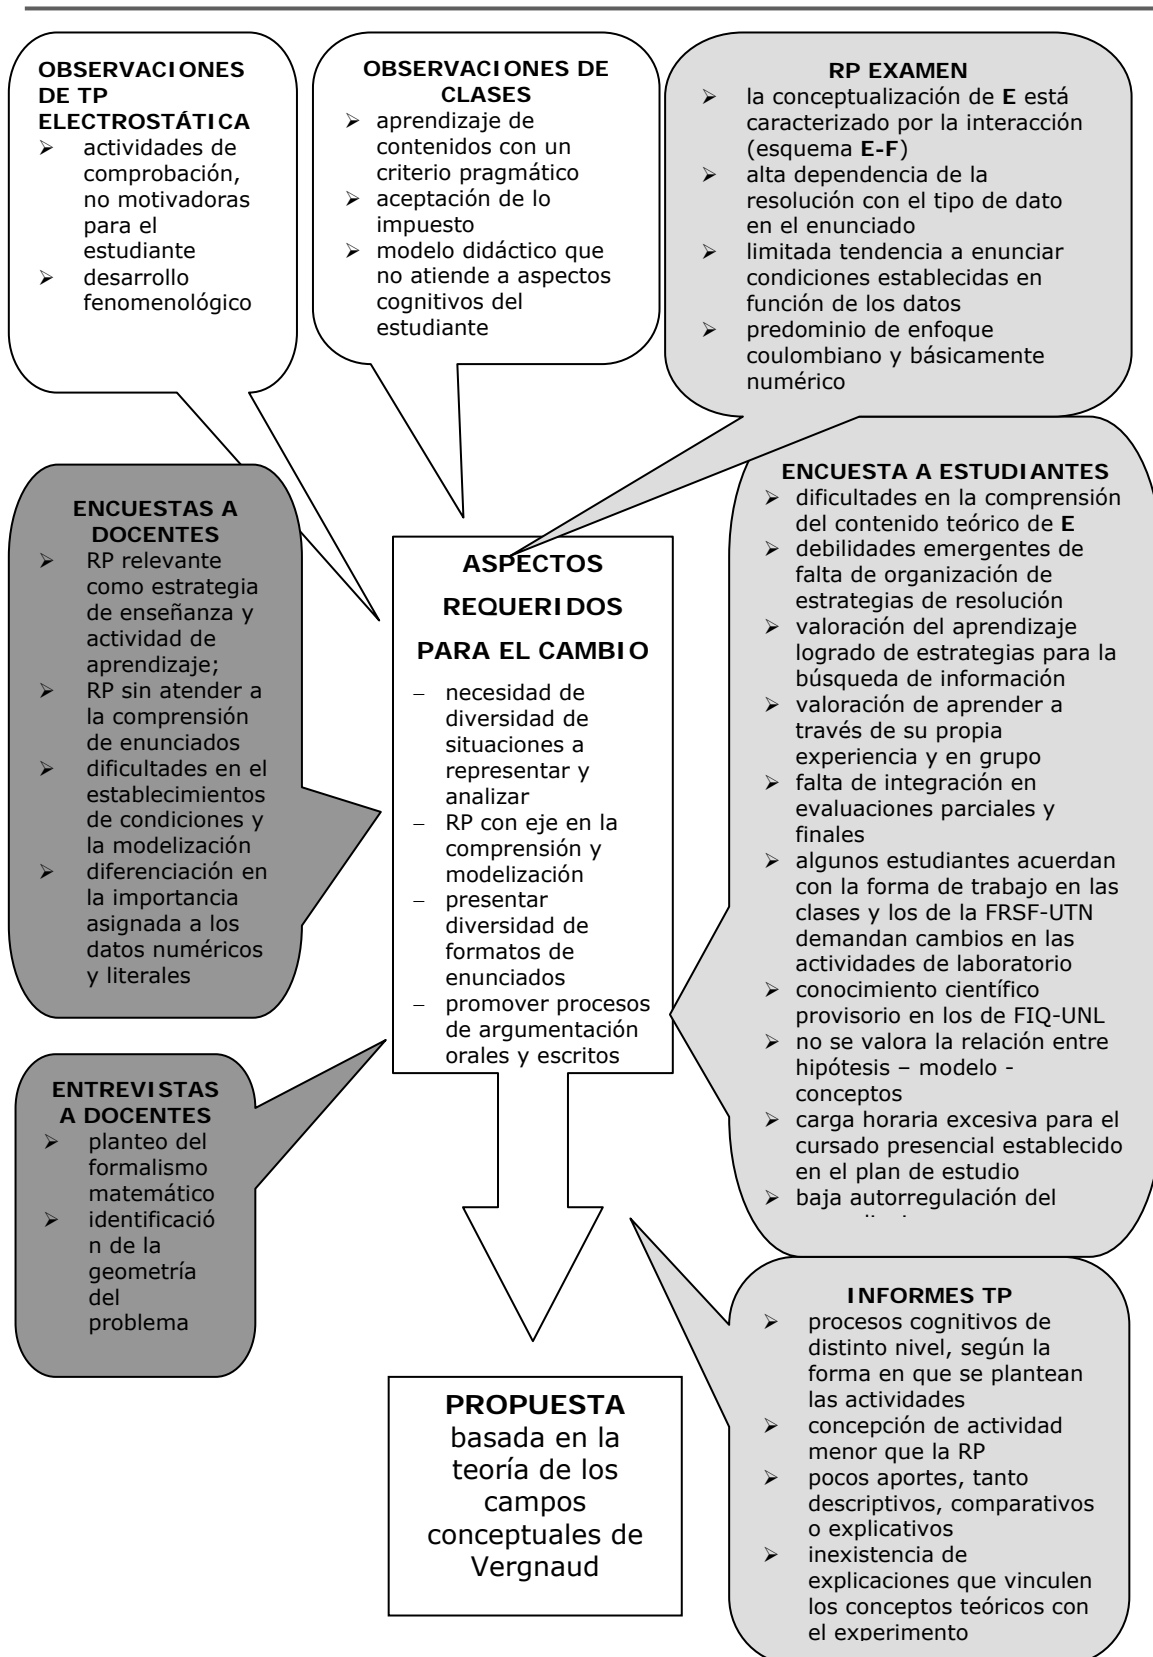 OBSERVACIONES
DE TP
ELECTROSTÁTICA
➢ actividades de
comprobación,
no motivadoras
para el
estudiante
➢ desarrollo
fenomenológico
OBSERVACIONES DE
CLASES
➢ aprendizaje de
contenidos con un
criterio pragmático
➢ aceptación de lo
impuesto
➢ modelo didáctico que
no atiende a aspectos
cognitivos del
estudiante
RP EXAMEN
➢ la conceptualización de E está
caracterizado por la interacción
(esquema E-F)
➢ alta dependencia de la
resolución con el tipo de dato
en el enunciado
➢ limitada tendencia a enunciar
condiciones establecidas en
función de los datos
➢ predominio de enfoque
coulombiano y básicamente
numérico
ENCUESTAS A
DOCENTES
➢ RP relevante
como estrategia
de enseñanza y
actividad de
aprendizaje;
➢ RP sin atender a
la comprensión
de enunciados
➢ dificultades en el
establecimientos
de condiciones y
la modelización
➢ diferenciación en
la importancia
asignada a los
datos numéricos
y literales
ASPECTOS
REQUERIDOS
PARA EL CAMBIO
– necesidad de
diversidad de
situaciones a
representar y
analizar
– RP con eje en la
comprensión y
modelización
– presentar
diversidad de
formatos de
enunciados
– promover procesos
de argumentación
orales y escritos
ENCUESTA A ESTUDIANTES
➢ dificultades en la comprensión
del contenido teórico de E
➢ debilidades emergentes de
falta de organización de
estrategias de resolución
➢ valoración del aprendizaje
logrado de estrategias para la
búsqueda de información
➢ valoración de aprender a
través de su propia
experiencia y en grupo
➢ falta de integración en
evaluaciones parciales y
finales
➢ algunos estudiantes acuerdan
con la forma de trabajo en las
clases y los de la FRSF-UTN
demandan cambios en las
actividades de laboratorio
➢ conocimiento científico
provisorio en los de FIQ-UNL
➢ no se valora la relación entre
hipótesis – modelo -
conceptos
➢ carga horaria excesiva para el
cursado presencial establecido
en el plan de estudio
➢ baja autorregulación del
ENTREVISTAS
A DOCENTES
➢ planteo del
formalismo
matemático
➢ identificació
n de la
geometría
del
problema
PROPUESTA
basada en la
teoría de los
campos
conceptuales de
Vergnaud
INFORMES TP
➢ procesos cognitivos de
distinto nivel, según la
forma en que se plantean
las actividades
➢ concepción de actividad
menor que la RP
➢ pocos aportes, tanto
descriptivos, comparativos
o explicativos
➢ inexistencia de
explicaciones que vinculen
los conceptos teóricos con
el experimento